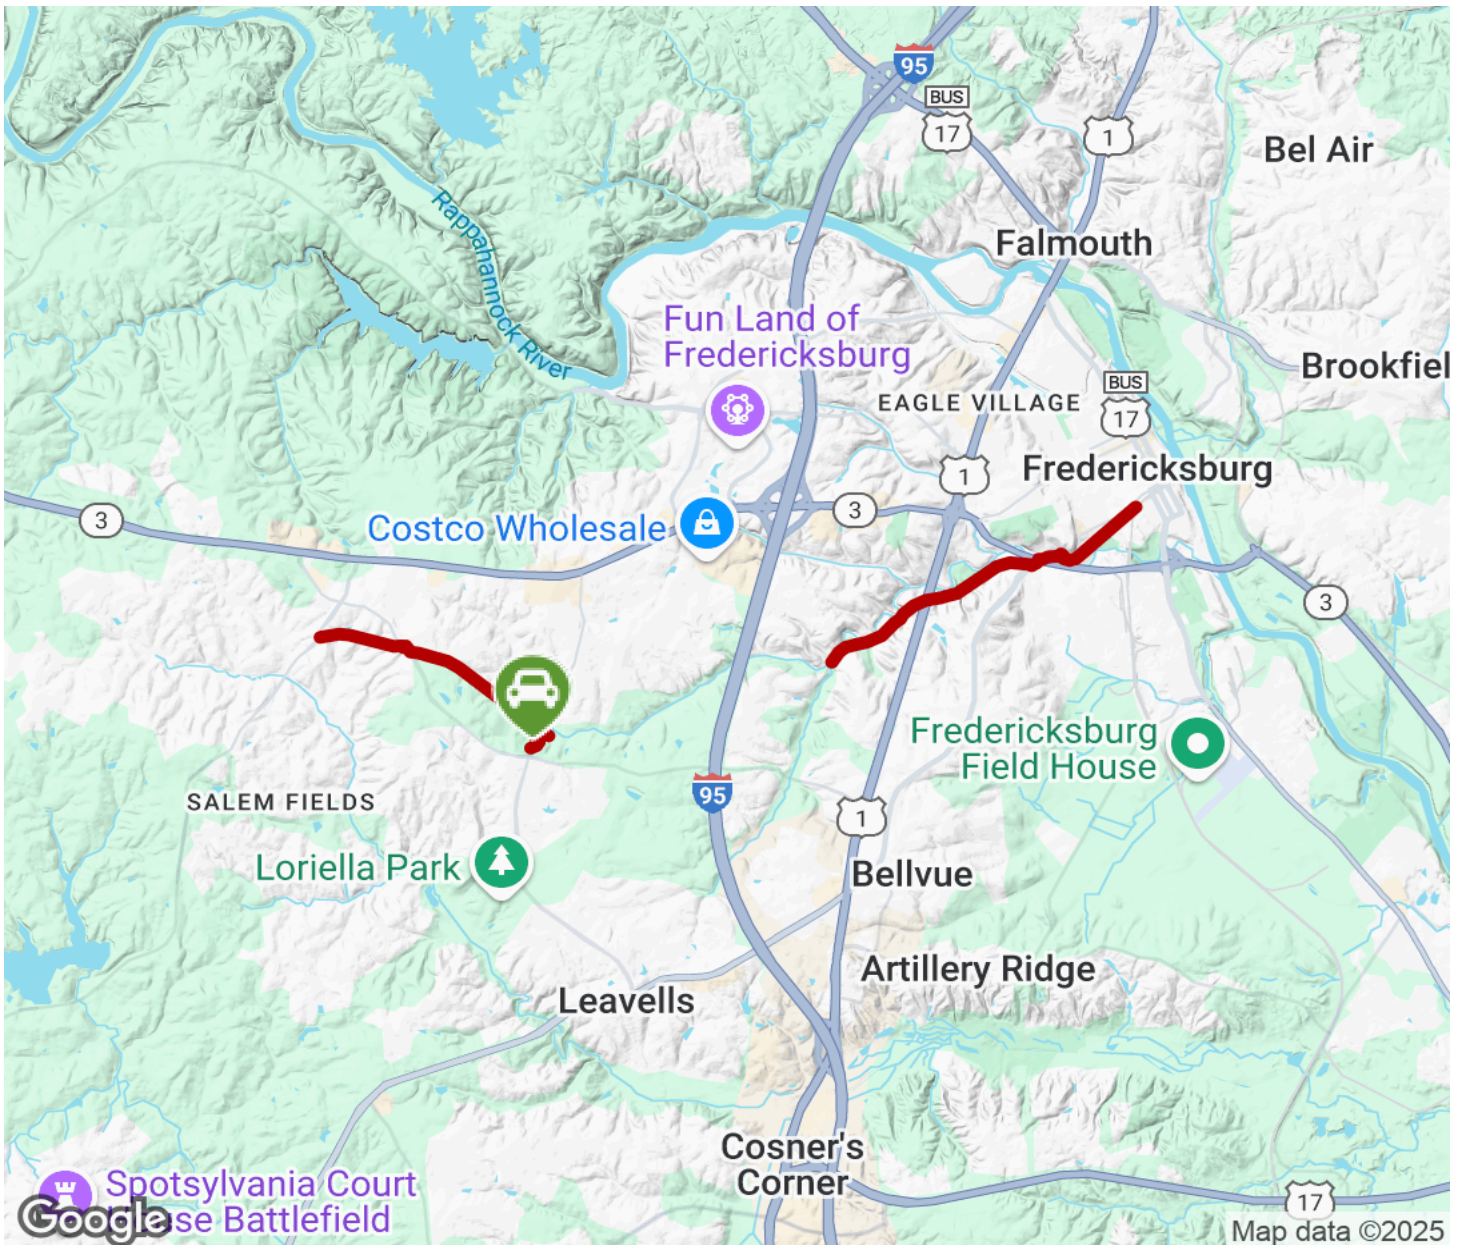 95
BUS
17
1
Bel Air
Rappahannock River
Falmouth
Fun Land of
Fredericksburg
Brookfiel
BUS
17
EAGLE VILLAGE
1
Fredericksburg
3
3
Costco Wholesale
3
Fredericksburg
Field House
95
SALEM FIELDS
1
Loriella Park
Bellvue
Artillery Ridge
Leavells
Cosner's
Corner
Spotsylvania Court
House Battlefield
17
Google
Map data ©2025